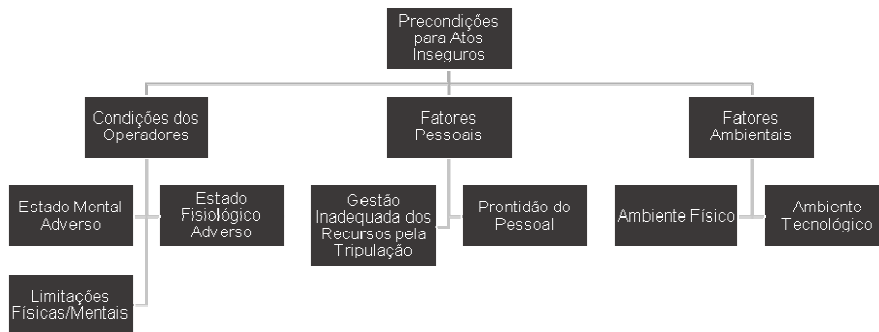 Precondições
para Atos
Inseguros
Condições dos
Operadores
Fatores
Pessoais
Fatores
Ambientais
Estado Mental
Adverso
Estado
Fisiológico
Adverso
Gestão
Inadequada dos
Recursos pela
Tripulação
Prontidão do
Pessoal
Ambiente Físico
Ambiente
Tecnológico
Limitações
Físicas/Mentais